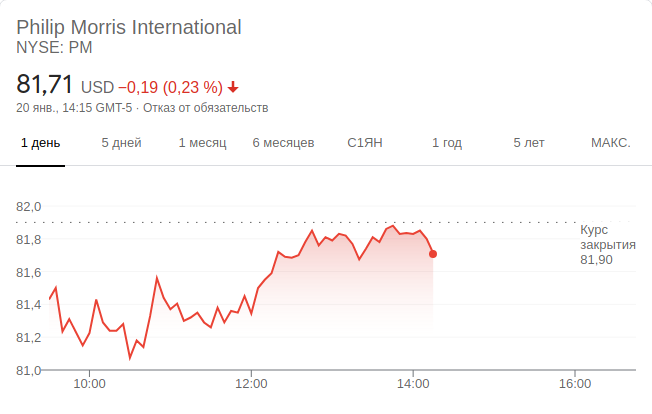 Philip Morris International
NYSE: PM
81,71 USD −0,19 (0,23 %)
20 янв., 14:15 GMT-5 · Отказ от обязательств
1 день 5 дней 1 месяц 6 месяцев С1ЯН 1 год 5 лет МАКС.
82,0
81,8
81,6
81,4
81,2
81,0
Курс
закрытия
81,90
10:00 12:00 14:00 16:00